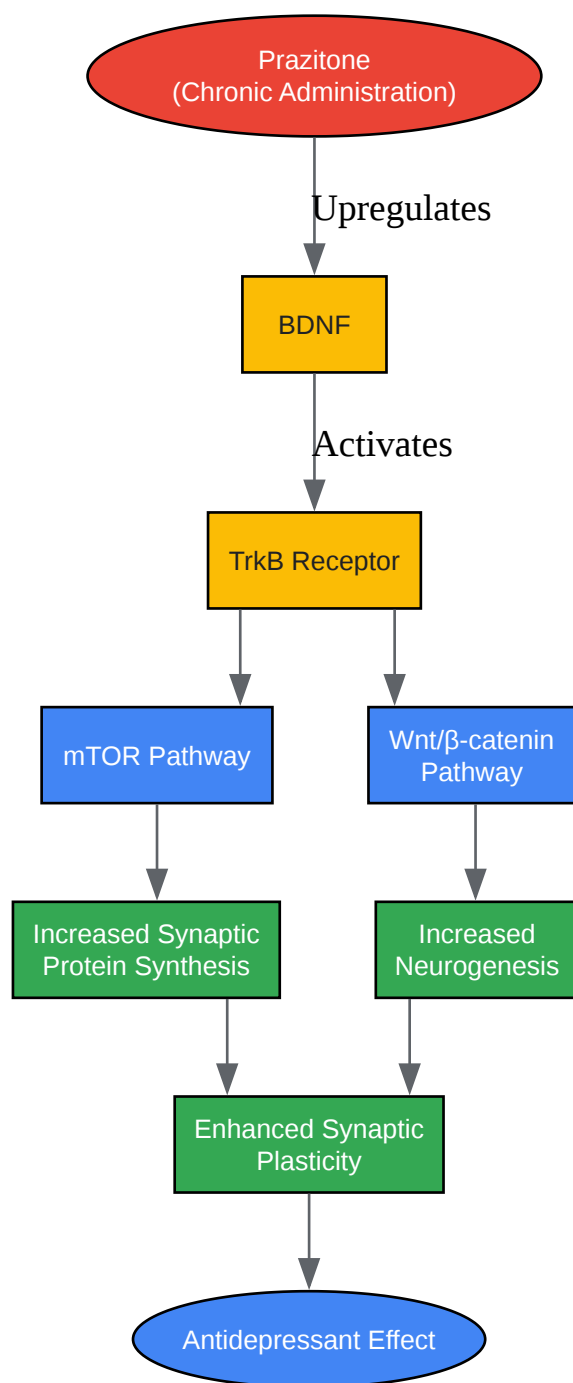 Prazitone
(Chronic Administration)
Upregulates
BDNF
Activates
TrkB Receptor
mTOR Pathway
Wnt/β-catenin
Pathway
Increased Synaptic
Protein Synthesis
Increased
Neurogenesis
Enhanced Synaptic
Plasticity
Antidepressant Effect